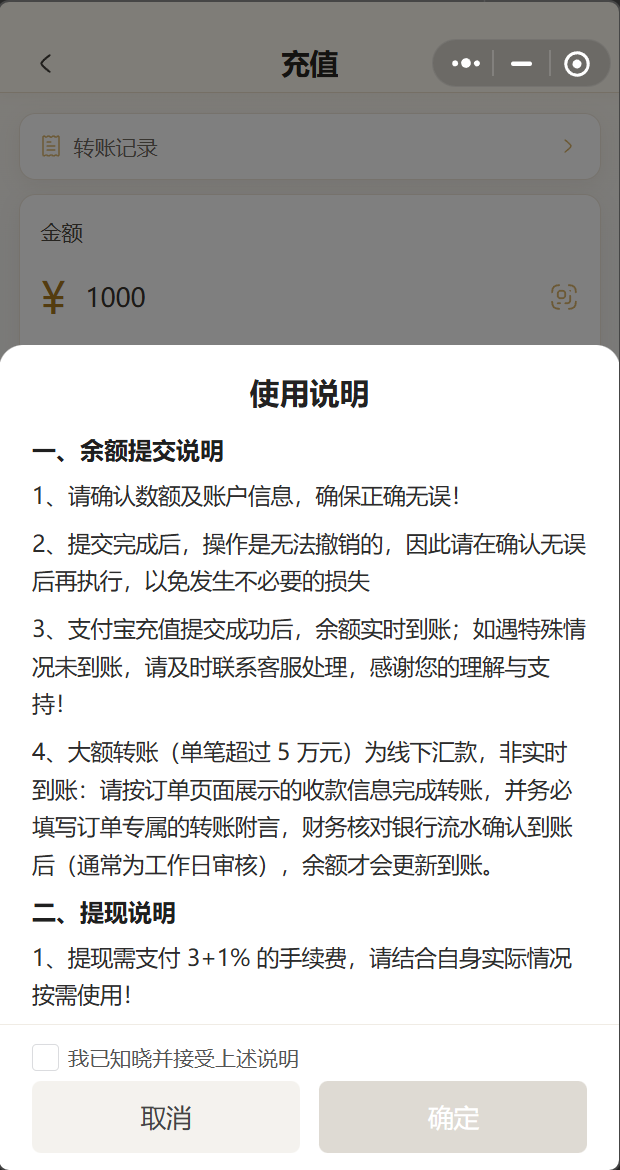 充值
转账记录
金额
¥ 1000
使用说明
一、余额提交说明
1、请确认数额及账户信息，确保正确无误！
2、提交完成后，操作是无法撤销的，因此请在确认无误
后再执行，以免发生不必要的损失
3、支付宝充值提交成功后，余额实时到账；如遇特殊情
况未到账，请及时联系客服处理，感谢您的理解与支
持！
4、大额转账（单笔超过 5 万元）为线下汇款，非实时
到账：请按订单页面展示的收款信息完成转账，并务必
填写订单专属的转账附言，财务核对银行流水确认到账
后（通常为工作日审核），余额才会更新到账。
二、提现说明
1、提现需支付 3+1% 的手续费，请结合自身实际情况
按需使用！
我已知晓并接受上述说明
取消
确定